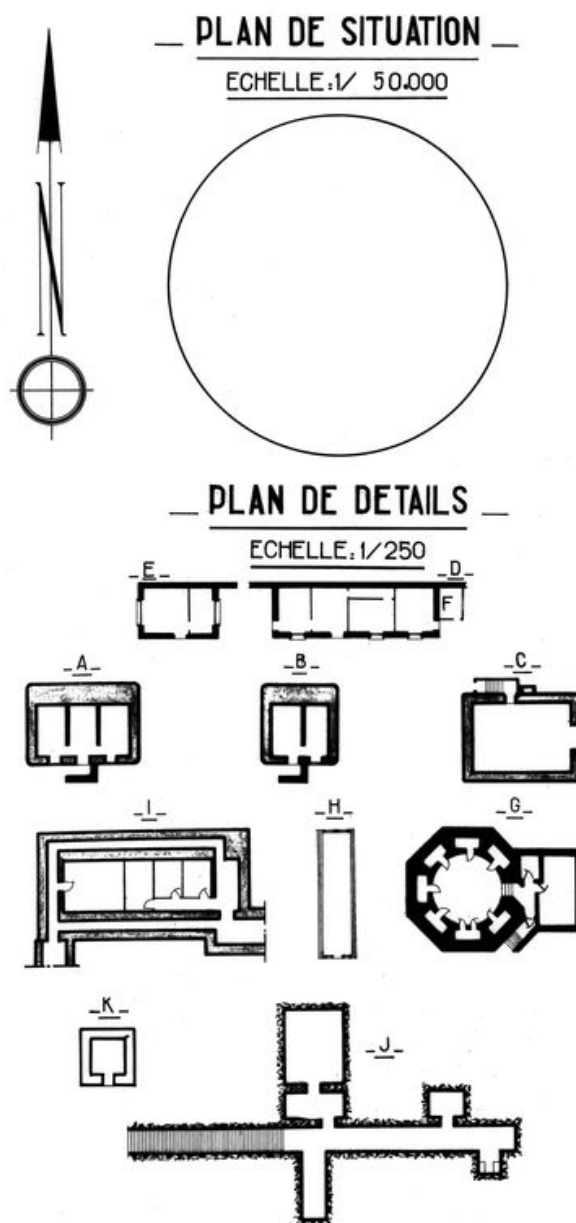 PLAN DE SITUATION
ECHELLE: 1/ 50.000
N
PLAN DE DETAILS
ECHELLE: 1/250
E D
F
A B C
I H G
K J